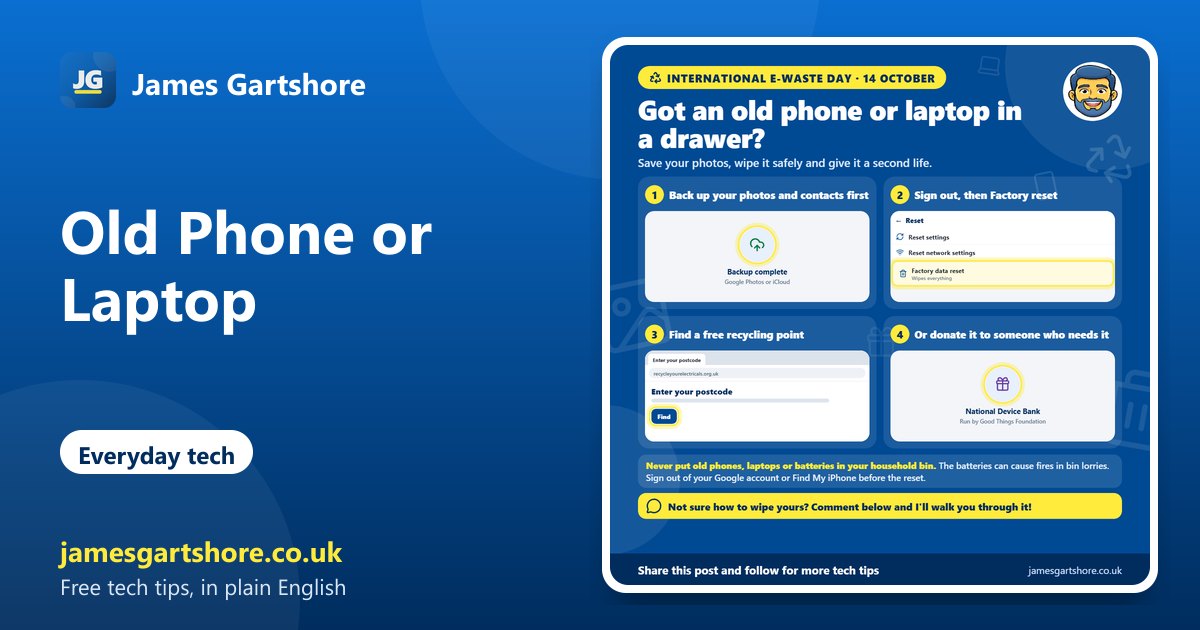 JG
James Gartshore
Old Phone or
Laptop
Everyday tech
jamesgartshore.co.uk
Free tech tips, in plain English
INTERNATIONAL E-WASTE DAY · 14 OCTOBER
Got an old phone or laptop in
a drawer?
Save your photos, wipe it safely and give it a second life.
1 Back up your photos and contacts first
Backup complete
Google Photos or iCloud
2 Sign out, then Factory reset
← Reset
Reset settings
Reset network settings
Factory data reset
Wipes everything
3 Find a free recycling point
Enter your postcode
recycleyourelectricals.org.uk
Enter your postcode
Find
4 Or donate it to someone who needs it
National Device Bank
Run by Good Things Foundation
Never put old phones, laptops or batteries in your household bin. The batteries can cause fires in bin lorries.
Sign out of your Google account or Find My iPhone before the reset.
Not sure how to wipe yours? Comment below and I'll walk you through it!
Share this post and follow for more tech tips
jamesgartshore.co.uk